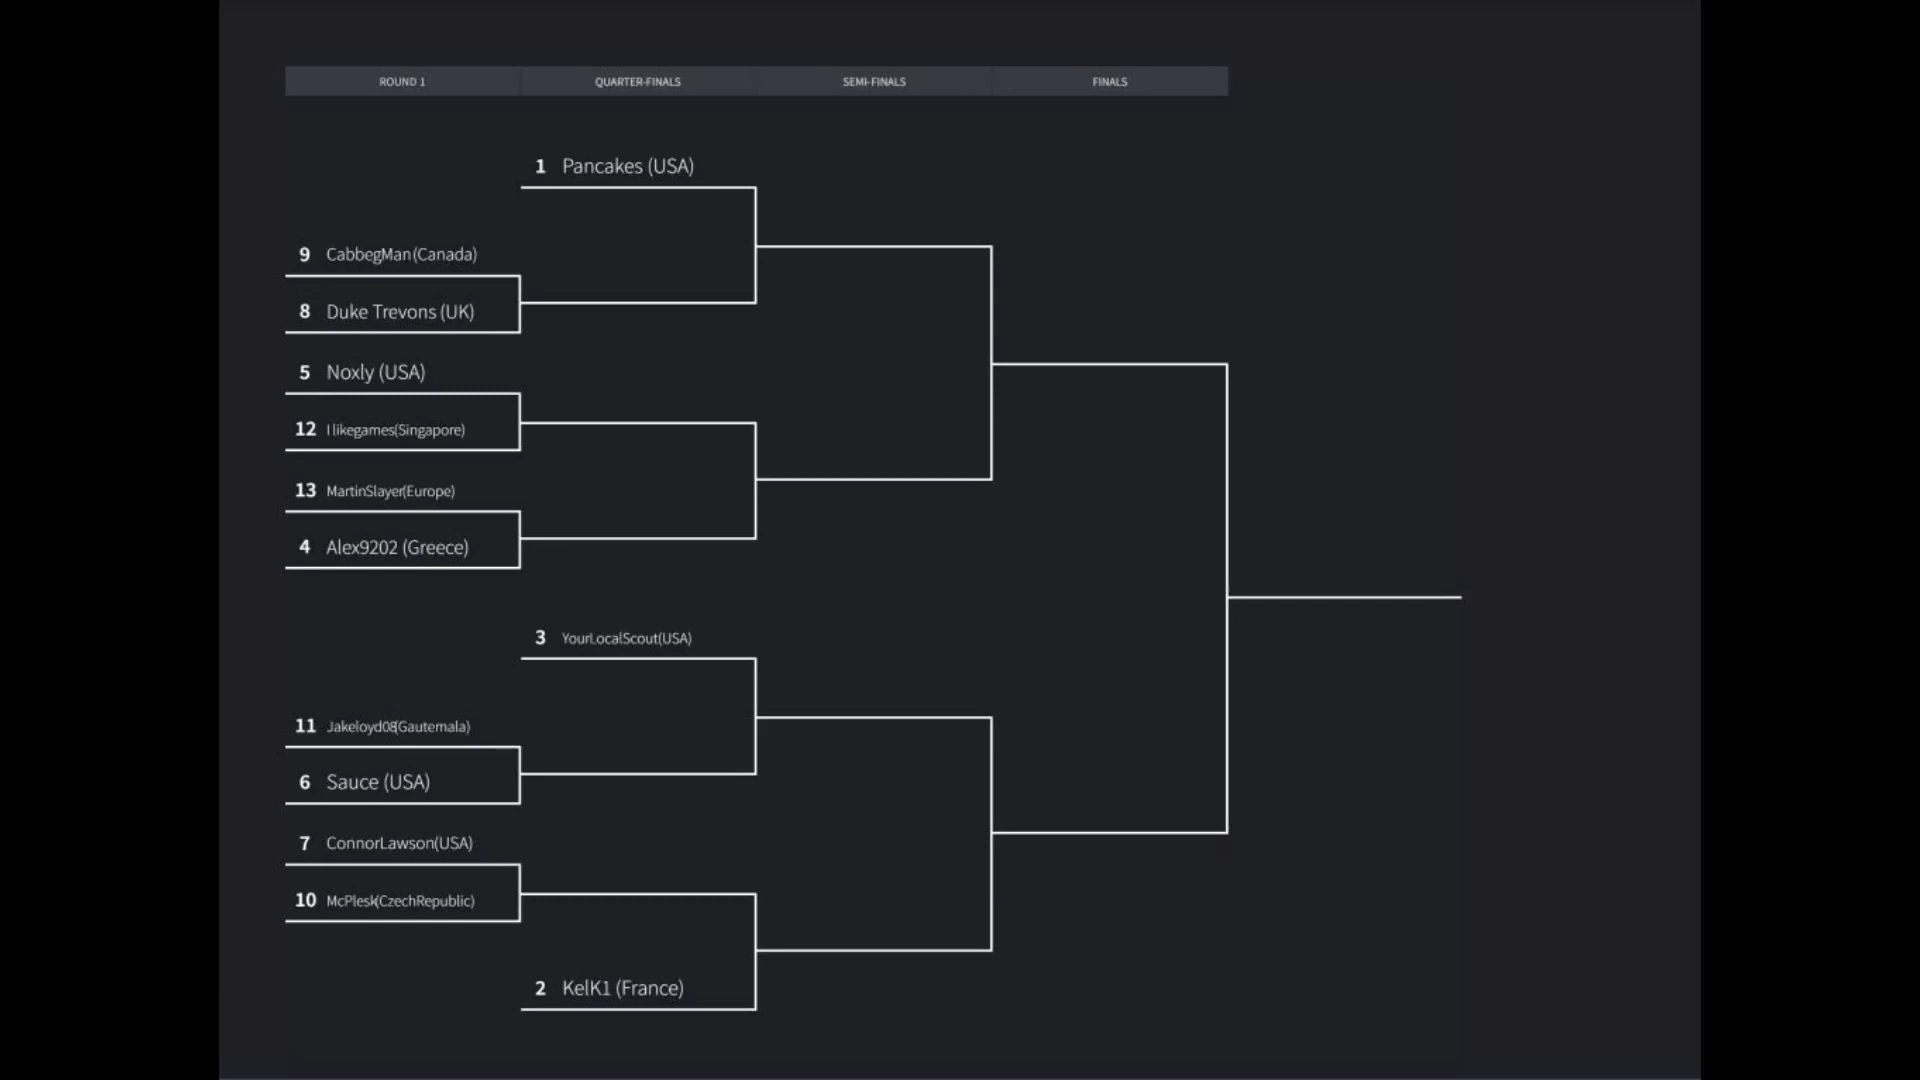 ROUND 1 QUARTER-FINALS SEMI-FINALS FINALS
1 Pancakes (USA)
9 CabbegMan(Canada)
8 Duke Trevons (UK)
5 Noxly (USA)
12 Ilikegames(Singapore)
13 MartinSlayer(Europe)
4 Alex9202 (Greece)
3 YourLocalScout(USA)
11 Jakeloyd08(Gautemala)
6 Sauce (USA)
7 ConnorLawson(USA)
10 McPlesk(CzechRepublic)
2 KelK1 (France)